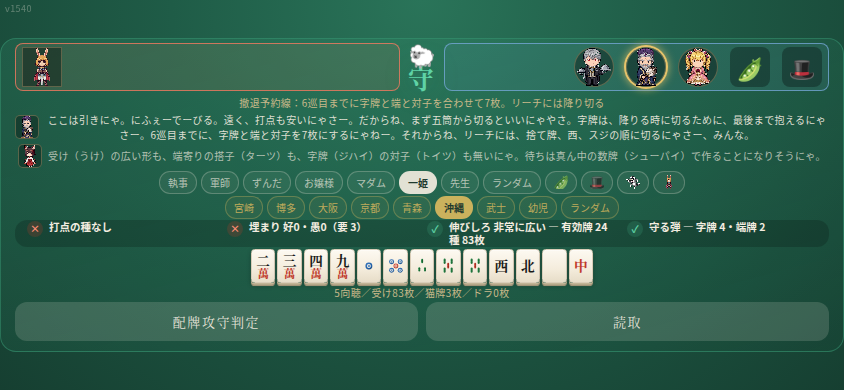 v1540
守
撤退予約線：6巡目までに字牌と端と対子を合わせて7枚。リーチには降り切る
ここは引きにゃ。にふぇーでーびる。遠く、打点も安いにゃさー。だからね、まず五筒から切るといいにゃやさ。字牌は、降りる時に切るために、最後まで抱えるにゃ
さー。6巡目までに、字牌と端と対子を7枚にするにゃねー。それからね、リーチには、捨て牌、西、スジの順に切るにゃさー、みんな。
受け（うけ）の広い形も、端寄りの搭子（ターツ）も、字牌（ジハイ）の対子（トイツ）も無いにゃ。待ちは真ん中の数牌（シューパイ）で作ることになりそうにゃ。
執事 軍師 ずんだ お嬢様 マダム 一姫 先生 ランダム
宮崎 博多 大阪 京都 青森 沖縄 武士 幼児 ランダム
打点の種なし 埋まり 好0・愚0（要 3） 伸びしろ 非常に広い — 有効牌 24種 83枚 守る弾 — 字牌 4・端牌 2
二萬 三萬 四萬 九萬 西 北 中
5向聴／受け83枚／猫牌3枚／ドラ0枚
配牌攻守判定 読取